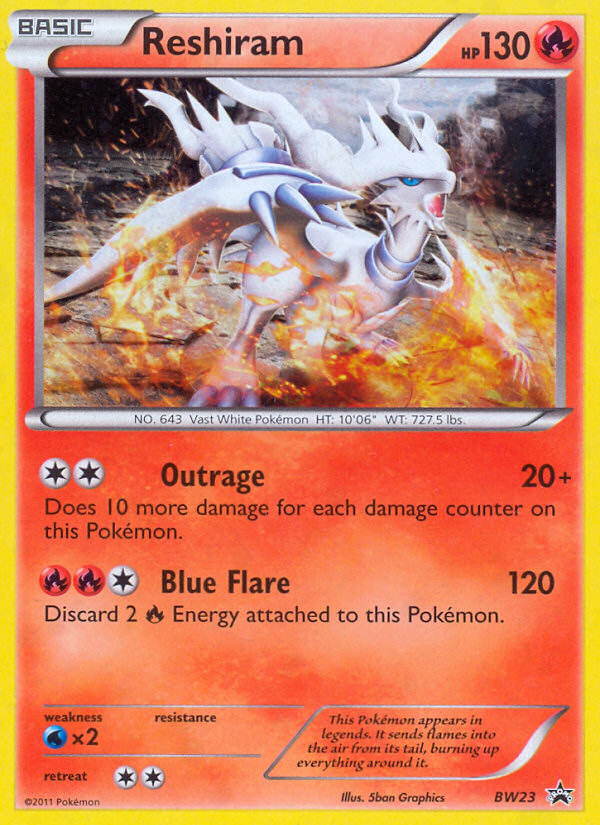 BASIC
Reshiram
HP130
NO. 643 Vast White Pokémon HT: 10'06" WT: 727.5 lbs.
Outrage 20+
Does 10 more damage for each damage counter on
this Pokémon.
Blue Flare 120
Discard 2 Energy attached to this Pokémon.
weakness resistance
×2
retreat
This Pokémon appears in
legends. It sends flames into
the air from its tail, burning up
everything around it.
©2011 Pokémon
Illus. 5ban Graphics
BW23
PROMO